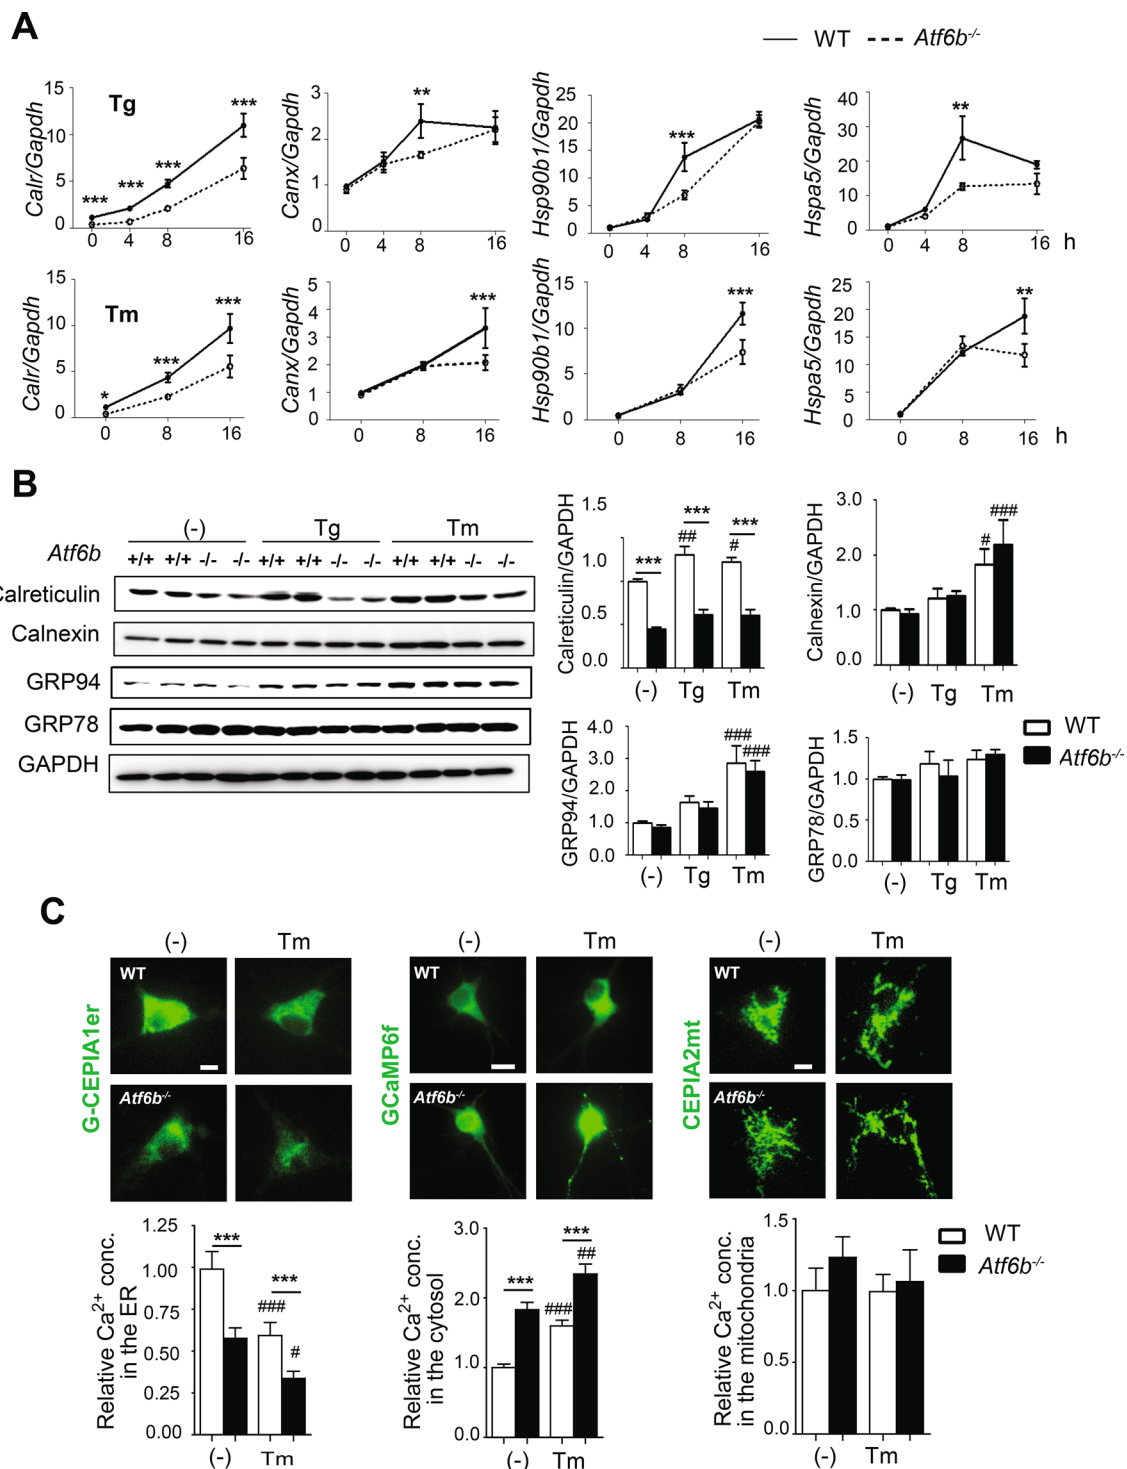 A
WT Atf6b-/-
Tg
Calr/Gapdh
15
10
5
0
0 4 8 16
***
***
***
***
Canx/Gapdh
3
2
1
0
0 4 8 16
**
Hsp90b1/Gapdh
25
20
15
10
5
0
0 4 8 16
***
Hspa5/Gapdh
40
30
20
10
0
0 4 8 16 h
**
Tm
Calr/Gapdh
15
10
5
0
0 8 16
*
***
***
Canx/Gapdh
5
4
3
2
1
0
0 8 16
***
Hsp90b1/Gapdh
15
10
5
0
0 8 16
***
Hspa5/Gapdh
25
20
15
10
5
0
0 8 16 h
**
B
(-) Tg Tm
Atf6b +/+ +/+ -/- -/- +/+ +/+ -/- -/- +/+ +/+ -/- -/-
Calreticulin
Calnexin
GRP94
GRP78
GAPDH
Calreticulin/GAPDH
1.5
1.0
0.5
0.0
***
## ***
# ***
(-) Tg Tm
Calnexin/GAPDH
3.0
2.0
1.0
0.0
# ###
(-) Tg Tm
GRP94/GAPDH
4.0
3.0
2.0
1.0
0.0
### ###
(-) Tg Tm
GRP78/GAPDH
1.5
1.0
0.5
0.0
(-) Tg Tm
WT
Atf6b-/-
C
(-) Tm
G-CEPIA1er
WT
Atf6b-/-
(-) Tm
GCaMP6f
Atf6b-/-
WT
(-) Tm
CEPIA2mt
WT
Atf6b-/-
Relative Ca2+ conc.
in the ER
1.25
1.00
0.75
0.50
0.25
0.00
***
***
###
#
(-) Tm
Relative Ca2+ conc.
in the cytosol
3.0
2.0
1.0
0.0
***
***
###
##
(-) Tm
Relative Ca2+ conc.
in the mitochondria
1.5
1.0
0.5
0.0
(-) Tm
WT
Atf6b-/-